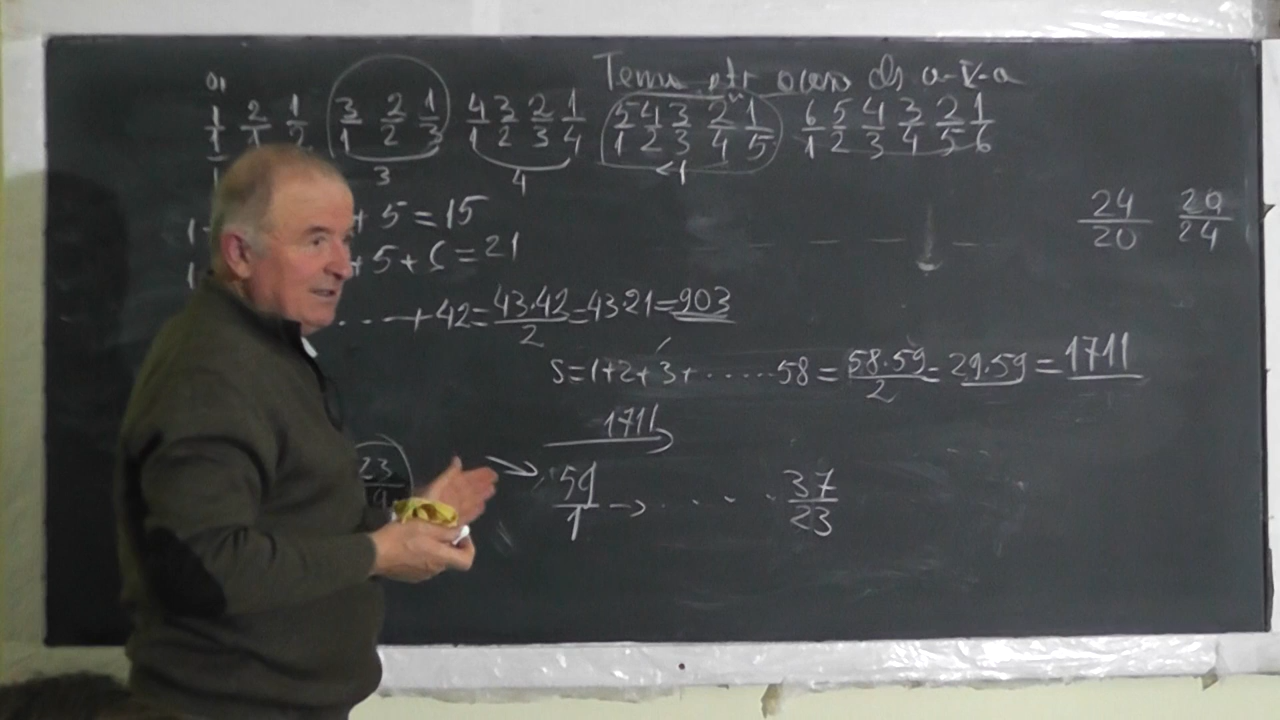 Temă ptr acasă cls a-V-a
1/1 2/1 1/2 3/1 2/2 1/3 4/1 3/2 2/3 1/4 5/1 4/2 3/3 2/4 1/5 6/1 5/2 4/3 3/4 2/5 1/6
3 4
+ 5 = 15
+ 5 + 6 = 21
24/20 20/24
.... + 42 = 43·42/2 = 43·21 = 903
S = 1+2+3+.......58 = 58·59/2 = 29·59 = 1711
1711
23
59/1 → .... 37/23